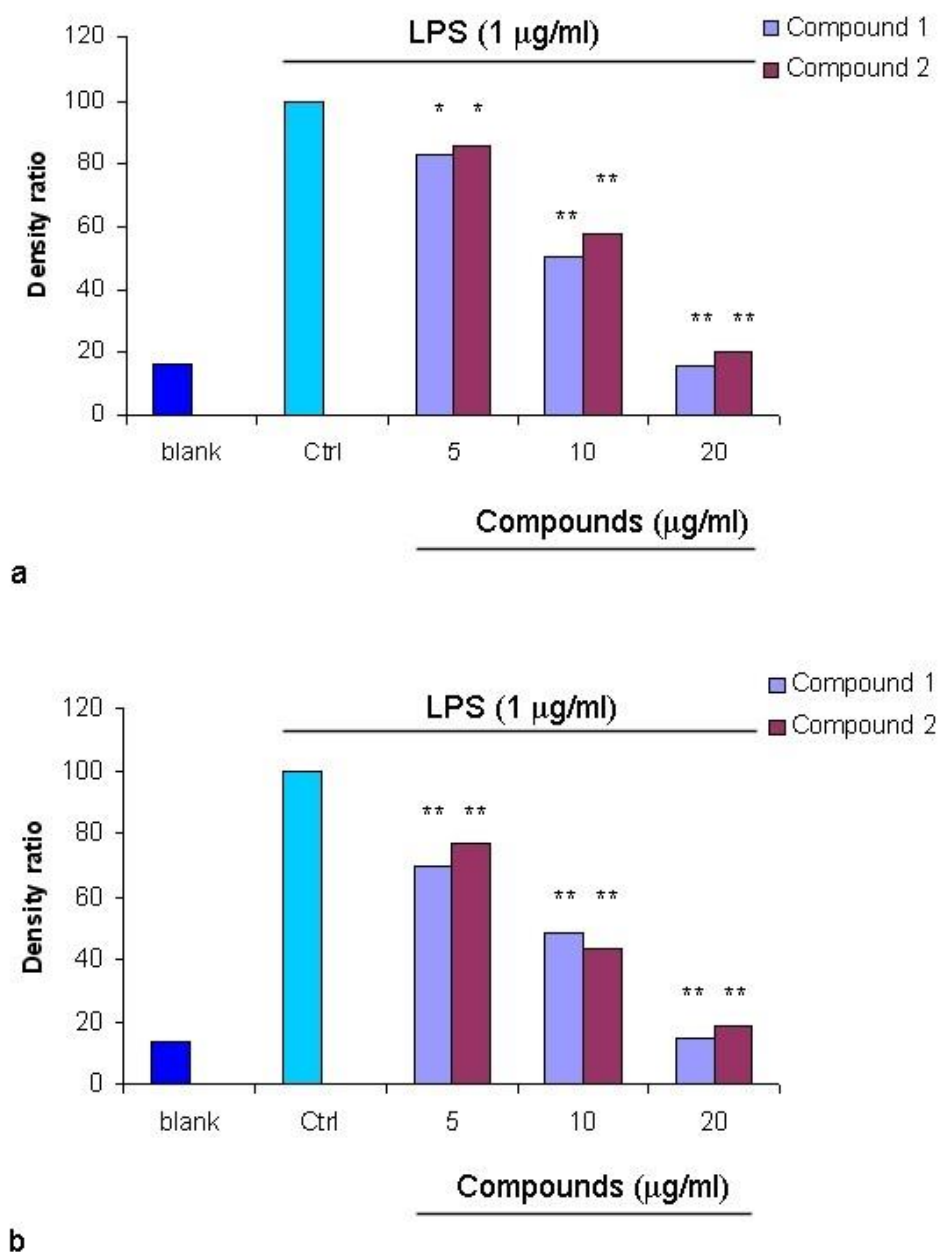 LPS (1 μg/ml)
Compound 1
Compound 2
Density ratio
120
100
80
60
40
20
0
* *
** **
** **
blank Ctrl 5 10 20
Compounds (μg/ml)
a
LPS (1 μg/ml)
Compound 1
Compound 2
Density ratio
120
100
80
60
40
20
0
** **
** **
** **
blank Ctrl 5 10 20
Compounds (μg/ml)
b